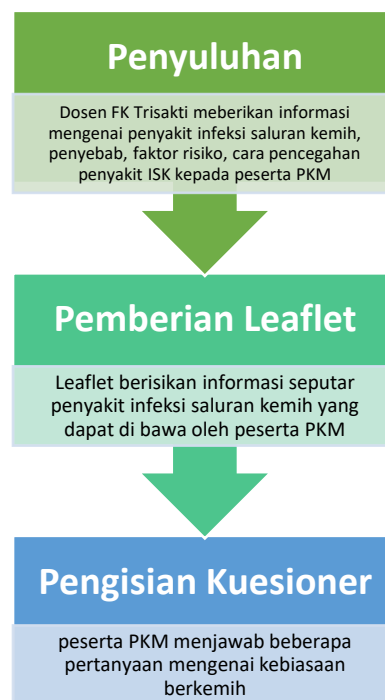 Penyuluhan
Dosen FK Trisakti meberikan informasi
mengenai penyakit infeksi saluran kemih,
penyebab, faktor risiko, cara pencegahan
penyakit ISK kepada peserta PKM
Pemberian Leaflet
Leaflet berisikan informasi seputar
penyakit infeksi saluran kemih yang
dapat di bawa oleh peserta PKM
Pengisian Kuesioner
peserta PKM menjawab beberapa
pertanyaan mengenai kebiasaan
berkemih